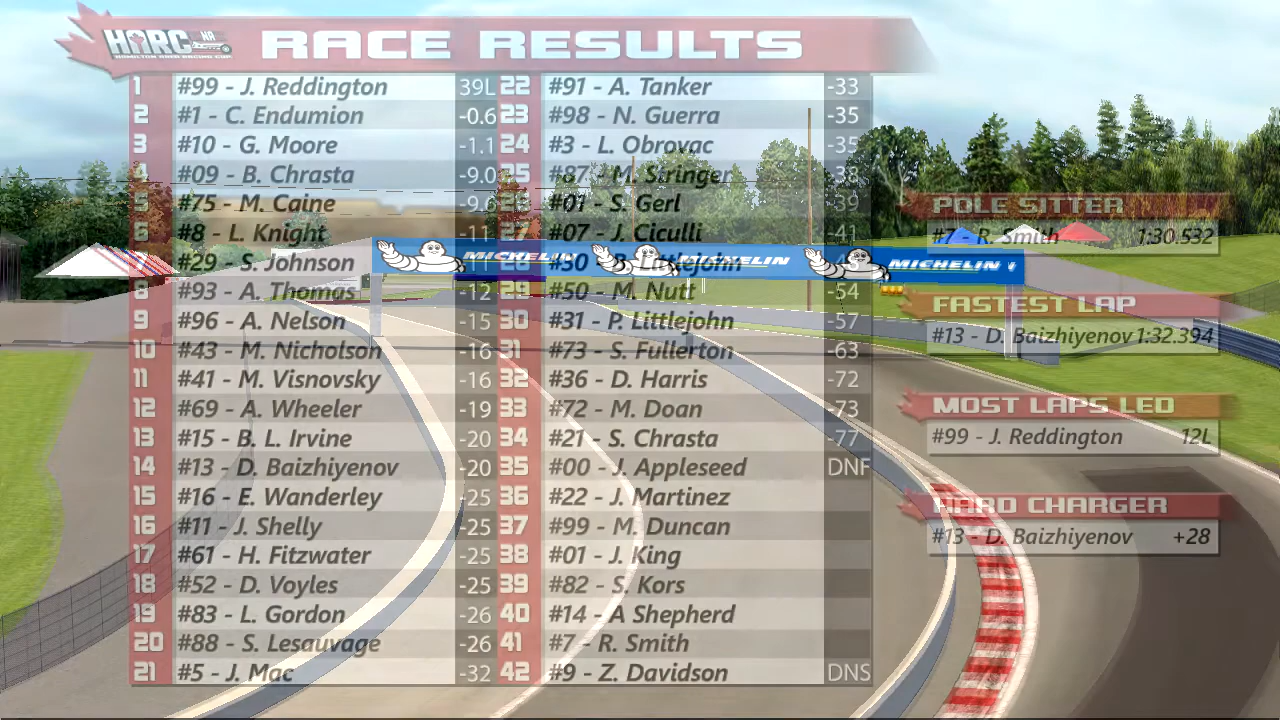 HARC NA
HAMILTON ROAD RACING CUP
RACE RESULTS
1 #99 - J. Reddington 39L
2 #1 - C. Endumion -0.6
3 #10 - G. Moore -1.1
4 #09 - B. Chrasta -9.0
5 #75 - M. Caine -9.6
6 #8 - L. Knight -11
#29 - S. Johnson -11
8 #93 - A. Thomas -12
9 #96 - A. Nelson -15
10 #43 - M. Nicholson -16
11 #41 - M. Visnovsky -16
12 #69 - A. Wheeler -19
13 #15 - B. L. Irvine -20
14 #13 - D. Baizhiyenov -20
15 #16 - E. Wanderley -25
16 #11 - J. Shelly -25
17 #61 - H. Fitzwater -25
18 #52 - D. Voyles -25
19 #83 - L. Gordon -26
20 #88 - S. Lesauvage -26
21 #5 - J. Mac -32
22 #91 - A. Tanker -33
23 #98 - N. Guerra -35
24 #3 - L. Obrovac -35
25 #87 - M. Stringer -38
26 #01 - S. Gerl -39
27 #07 - J. Ciculli -41
28 #30 - Littlejohn
29 #50 - M. Nutt -54
30 #31 - P. Littlejohn -57
31 #73 - S. Fullerton -63
32 #36 - D. Harris -72
33 #72 - M. Doan -73
34 #21 - S. Chrasta -77
35 #00 - J. Appleseed DNF
36 #22 - J. Martinez
37 #99 - M. Duncan
38 #01 - J. King
39 #82 - S. Kors
40 #14 - A Shepherd
41 #7 - R. Smith
42 #9 - Z. Davidson DNS
MICHELIN
MICHELIN
MICHELIN
POLE SITTER
#7 - R. Smith 1:30.532
FASTEST LAP
#13 - D. Baizhiyenov 1:32.394
MOST LAPS LED
#99 - J. Reddington 12L
HARD CHARGER
#13 - D. Baizhiyenov +28